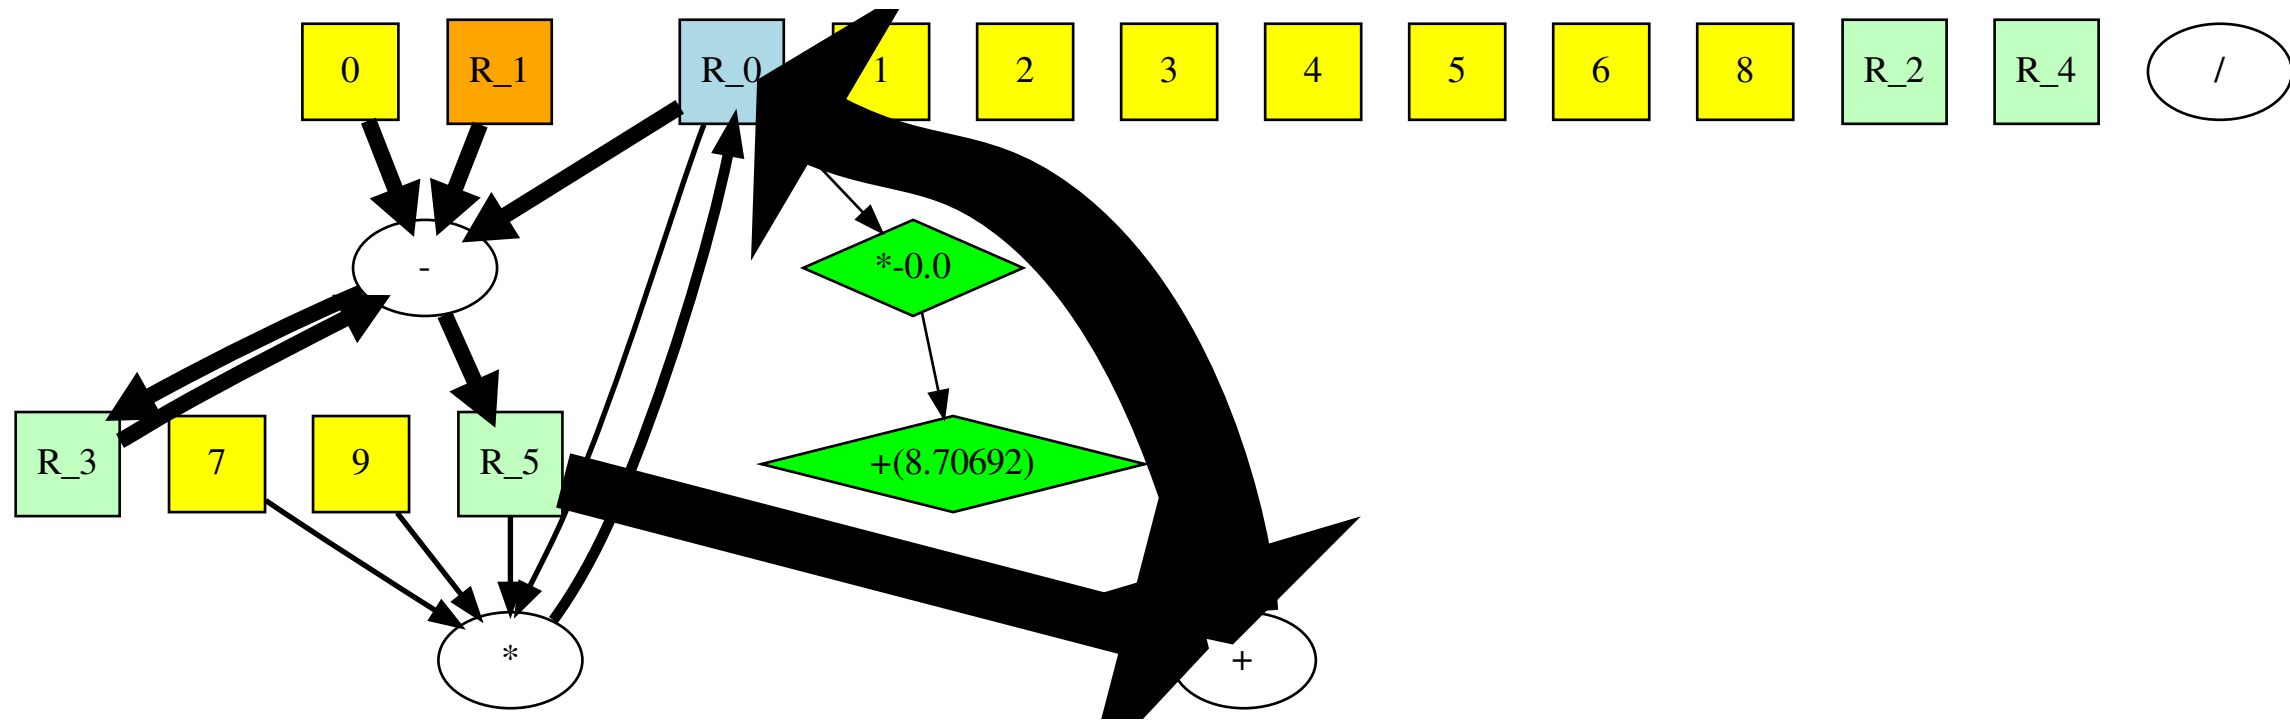 0 R_1 R_0 1 2 3 4 5 6 8 R_2 R_4 /
- *-0.0
R_3 7 9 R_5 +(8.70692)
* +